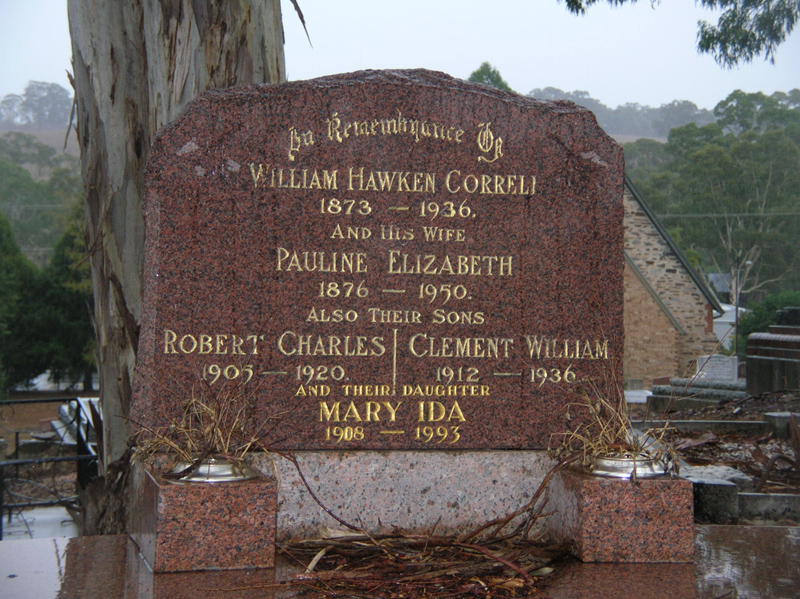 In Remembrance Of
WILLIAM HAWKEN CORRELL
1873 — 1936.
AND HIS WIFE
PAULINE ELIZABETH
1876 — 1950.
ALSO THEIR SONS
ROBERT CHARLES CLEMENT WILLIAM
1905 — 1920. 1912 — 1936.
AND THEIR DAUGHTER
MARY IDA
1908 — 1993